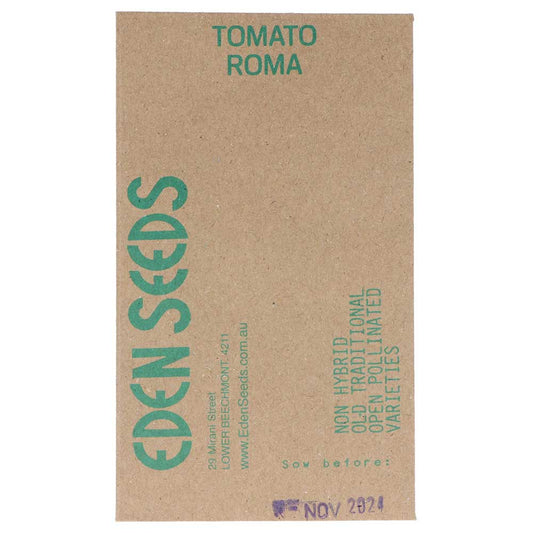 TOMATO
ROMA
EDEN SEEDS
29 Mirani Street
LOWER BEECHMONT 4211
www.EdenSeeds.com.au
NON HYBRID
OLD TRADITIONAL
OPEN POLLINATED
VARIETIES
Sow before:
NOV 2024